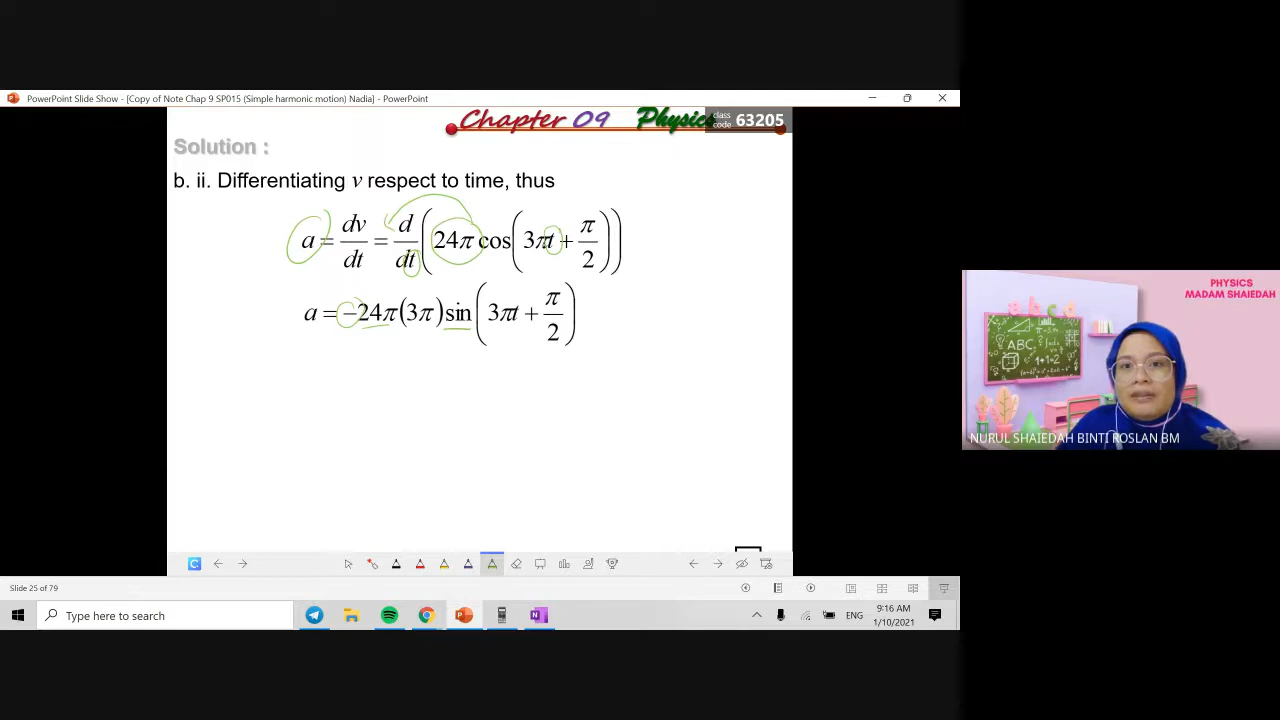 PowerPoint Slide Show - [Copy of Note Chap 9 SP015 (Simple harmonic motion) Nadia] - PowerPoint
Chapter 09 Physics
class code 63205
Solution :
b. ii. Differentiating v respect to time, thus
a = dv/dt = d/dt (24π cos (3πt + π/2))
a = −24π(3π) sin (3πt + π/2)
PHYSICS
MADAM SHAIEDAH
a b c a
ABC
1+1=2
NURUL SHAIEDAH BINTI ROSLAN BM
Slide 25 of 79
Type here to search
ENG
9:16 AM
1/10/2021